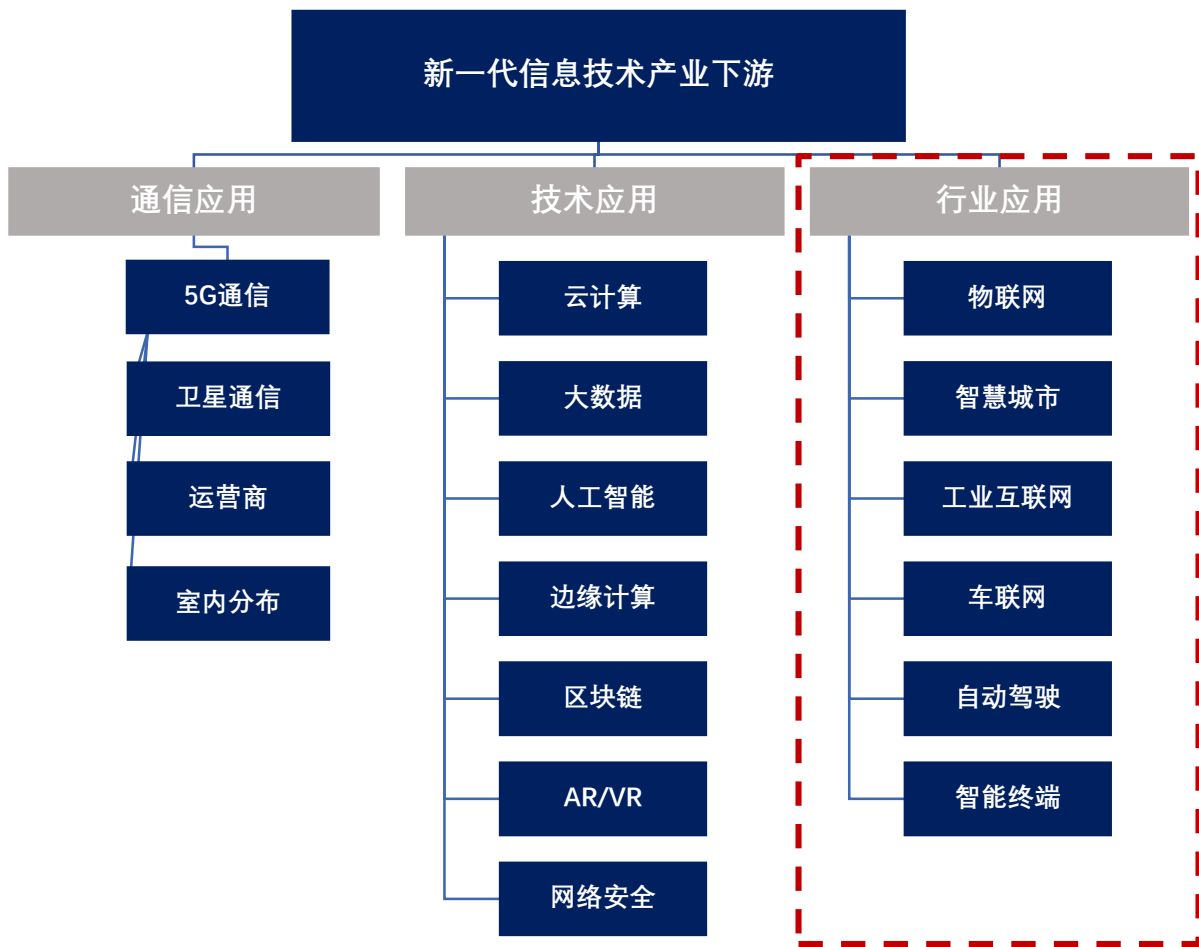 新一代信息技术产业下游
通信应用
5G通信
卫星通信
运营商
室内分布
技术应用
云计算
大数据
人工智能
边缘计算
区块链
AR/VR
网络安全
行业应用
物联网
智慧城市
工业互联网
车联网
自动驾驶
智能终端